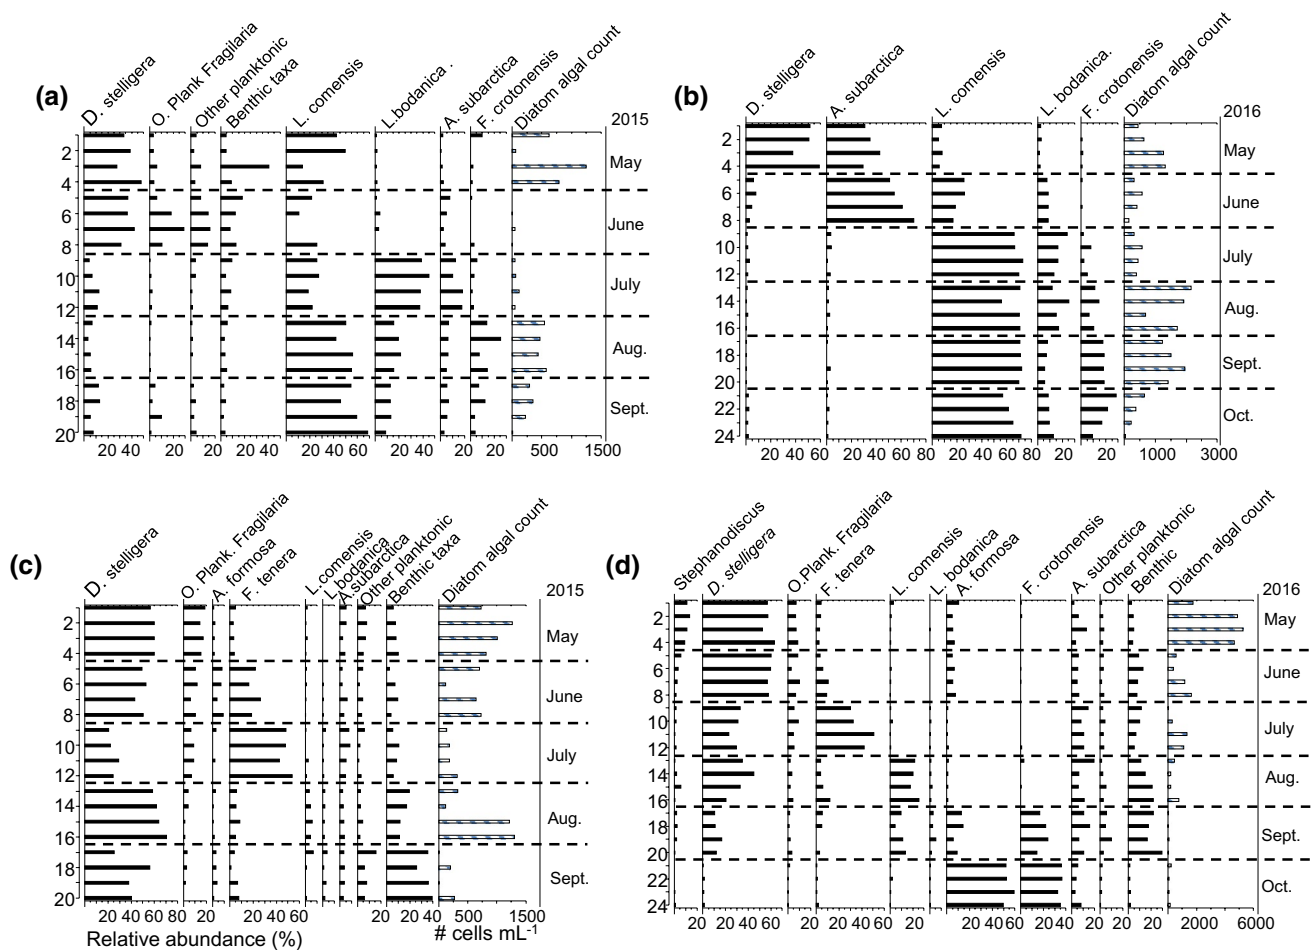 (a)
D. stelligera
O. Plank Fragilaria
Other planktonic
Benthic taxa
L. comensis
L.bodanica .
A. subarctica
F. crotonensis
Diatom algal count
2015
2
4
6
8
10
12
14
16
18
20
May
June
July
Aug.
Sept.
20 40
20
20
20 40
20 40
20
20
500
1500
(b)
D. stelligera
A. subarctica
L. comensis
L. bodanica.
F. crotonensis
Diatom algal count
2016
2
4
6
8
10
12
14
16
18
20
22
24
May
June
July
Aug.
Sept.
Oct.
20 40 60
20 40 60 80
20 40 60 80
20
20
1000
3000
(c)
D. stelligera
O. Plank. Fragilaria
A. formosa
F. tenera
L. comensis
L. bodanica
A.subarctica
Other planktonic
Benthic taxa
Diatom algal count
2015
2
4
6
8
10
12
14
16
18
20
May
June
July
Aug.
Sept.
20 40 60 80
20
20 40 60
20 40
500
1500
Relative abundance (%)
# cells mL-1
(d)
Stephanodiscus
D. stelligera
O.Plank. Fragilaria
F. tenera
L. comensis
L. bodanica
A. formosa
F. crotonensis
A. subarctica
Other planktonic
Benthic
Diatom algal count
2016
2
4
6
8
10
12
14
16
18
20
22
24
May
June
July
Aug.
Sept.
Oct.
20
20 40 60
20
20 40 60
20
20 40 60
20 40
20
20
20
2000
6000